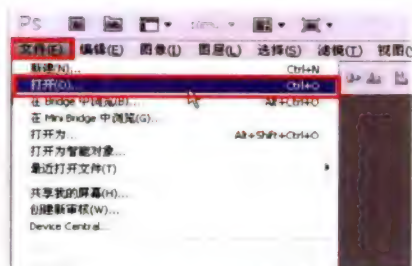 Ps
文件(E) 编辑(E) 图像(I) 图层(L) 选择(S) 滤镜(T) 视图(
新建(N)... Ctrl+N
打开(O)... Ctrl+O
在 Bridge 中浏览(B)... Alt+Ctrl+O
在 Mini Bridge 中浏览(G)...
打开为... Alt+Shift+Ctrl+O
打开为智能对象...
最近打开文件(T)
共享我的屏幕(H)...
创建新审核(W)...
Device Central...